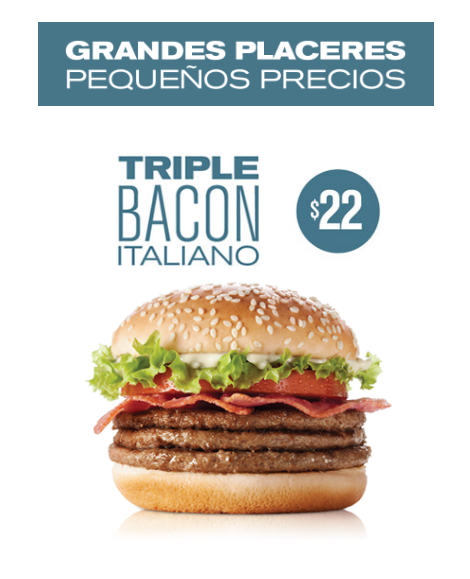 GRANDES PLACERES
PEQUEÑOS PRECIOS
TRIPLE
BACON
ITALIANO
$22